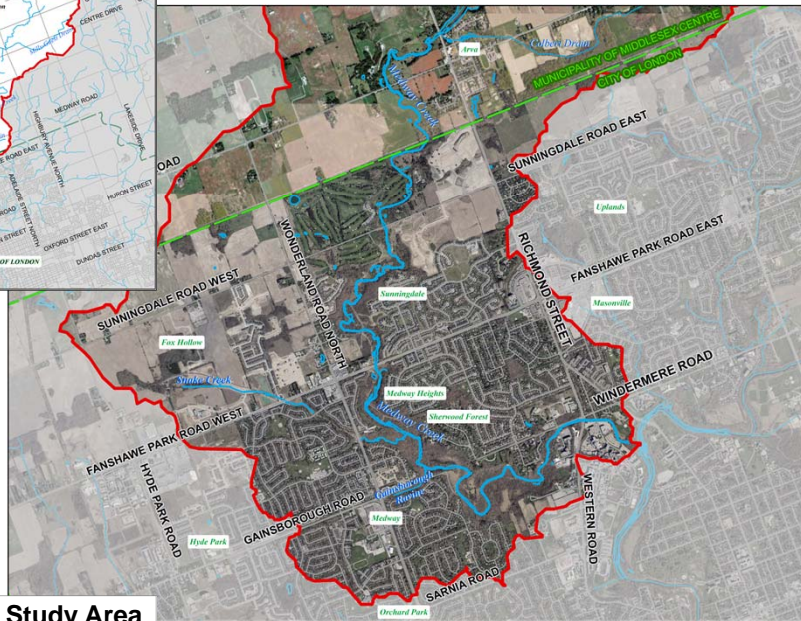 CENTRE DRIVE
MEDWAY ROAD
LAKESIDE DRIVE
HIGHBURY AVENUE NORTH
ROAD EAST
ADELAIDE STREET NORTH
HURON STREET
ROAD
STREET
OXFORD STREET EAST
DUNDAS STREET
OF LONDON
Arva
Colbert Drain
Medway Creek
MUNICIPALITY OF MIDDLESEX CENTRE
CITY OF LONDON
OAD
SUNNINGDALE ROAD EAST
Uplands
WONDERLAND ROAD NORTH
RICHMOND STREET
FANSHAWE PARK ROAD EAST
SUNNINGDALE ROAD WEST
Sunningdale
Masonville
Fox Hollow
Snake Creek
Medway Heights
WINDERMERE ROAD
Medway Creek
Sherwood Forest
FANSHAWE PARK ROAD WEST
HYDE PARK ROAD
Gainsborough
Ravine
GAINSBOROUGH ROAD
Medway
WESTERN ROAD
Hyde Park
SARNIA ROAD
Orchard Park
Study Area